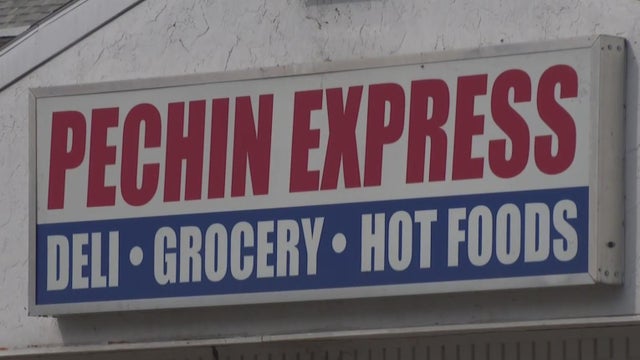 PECHIN EXPRESS
DELI • GROCERY • HOT FOODS